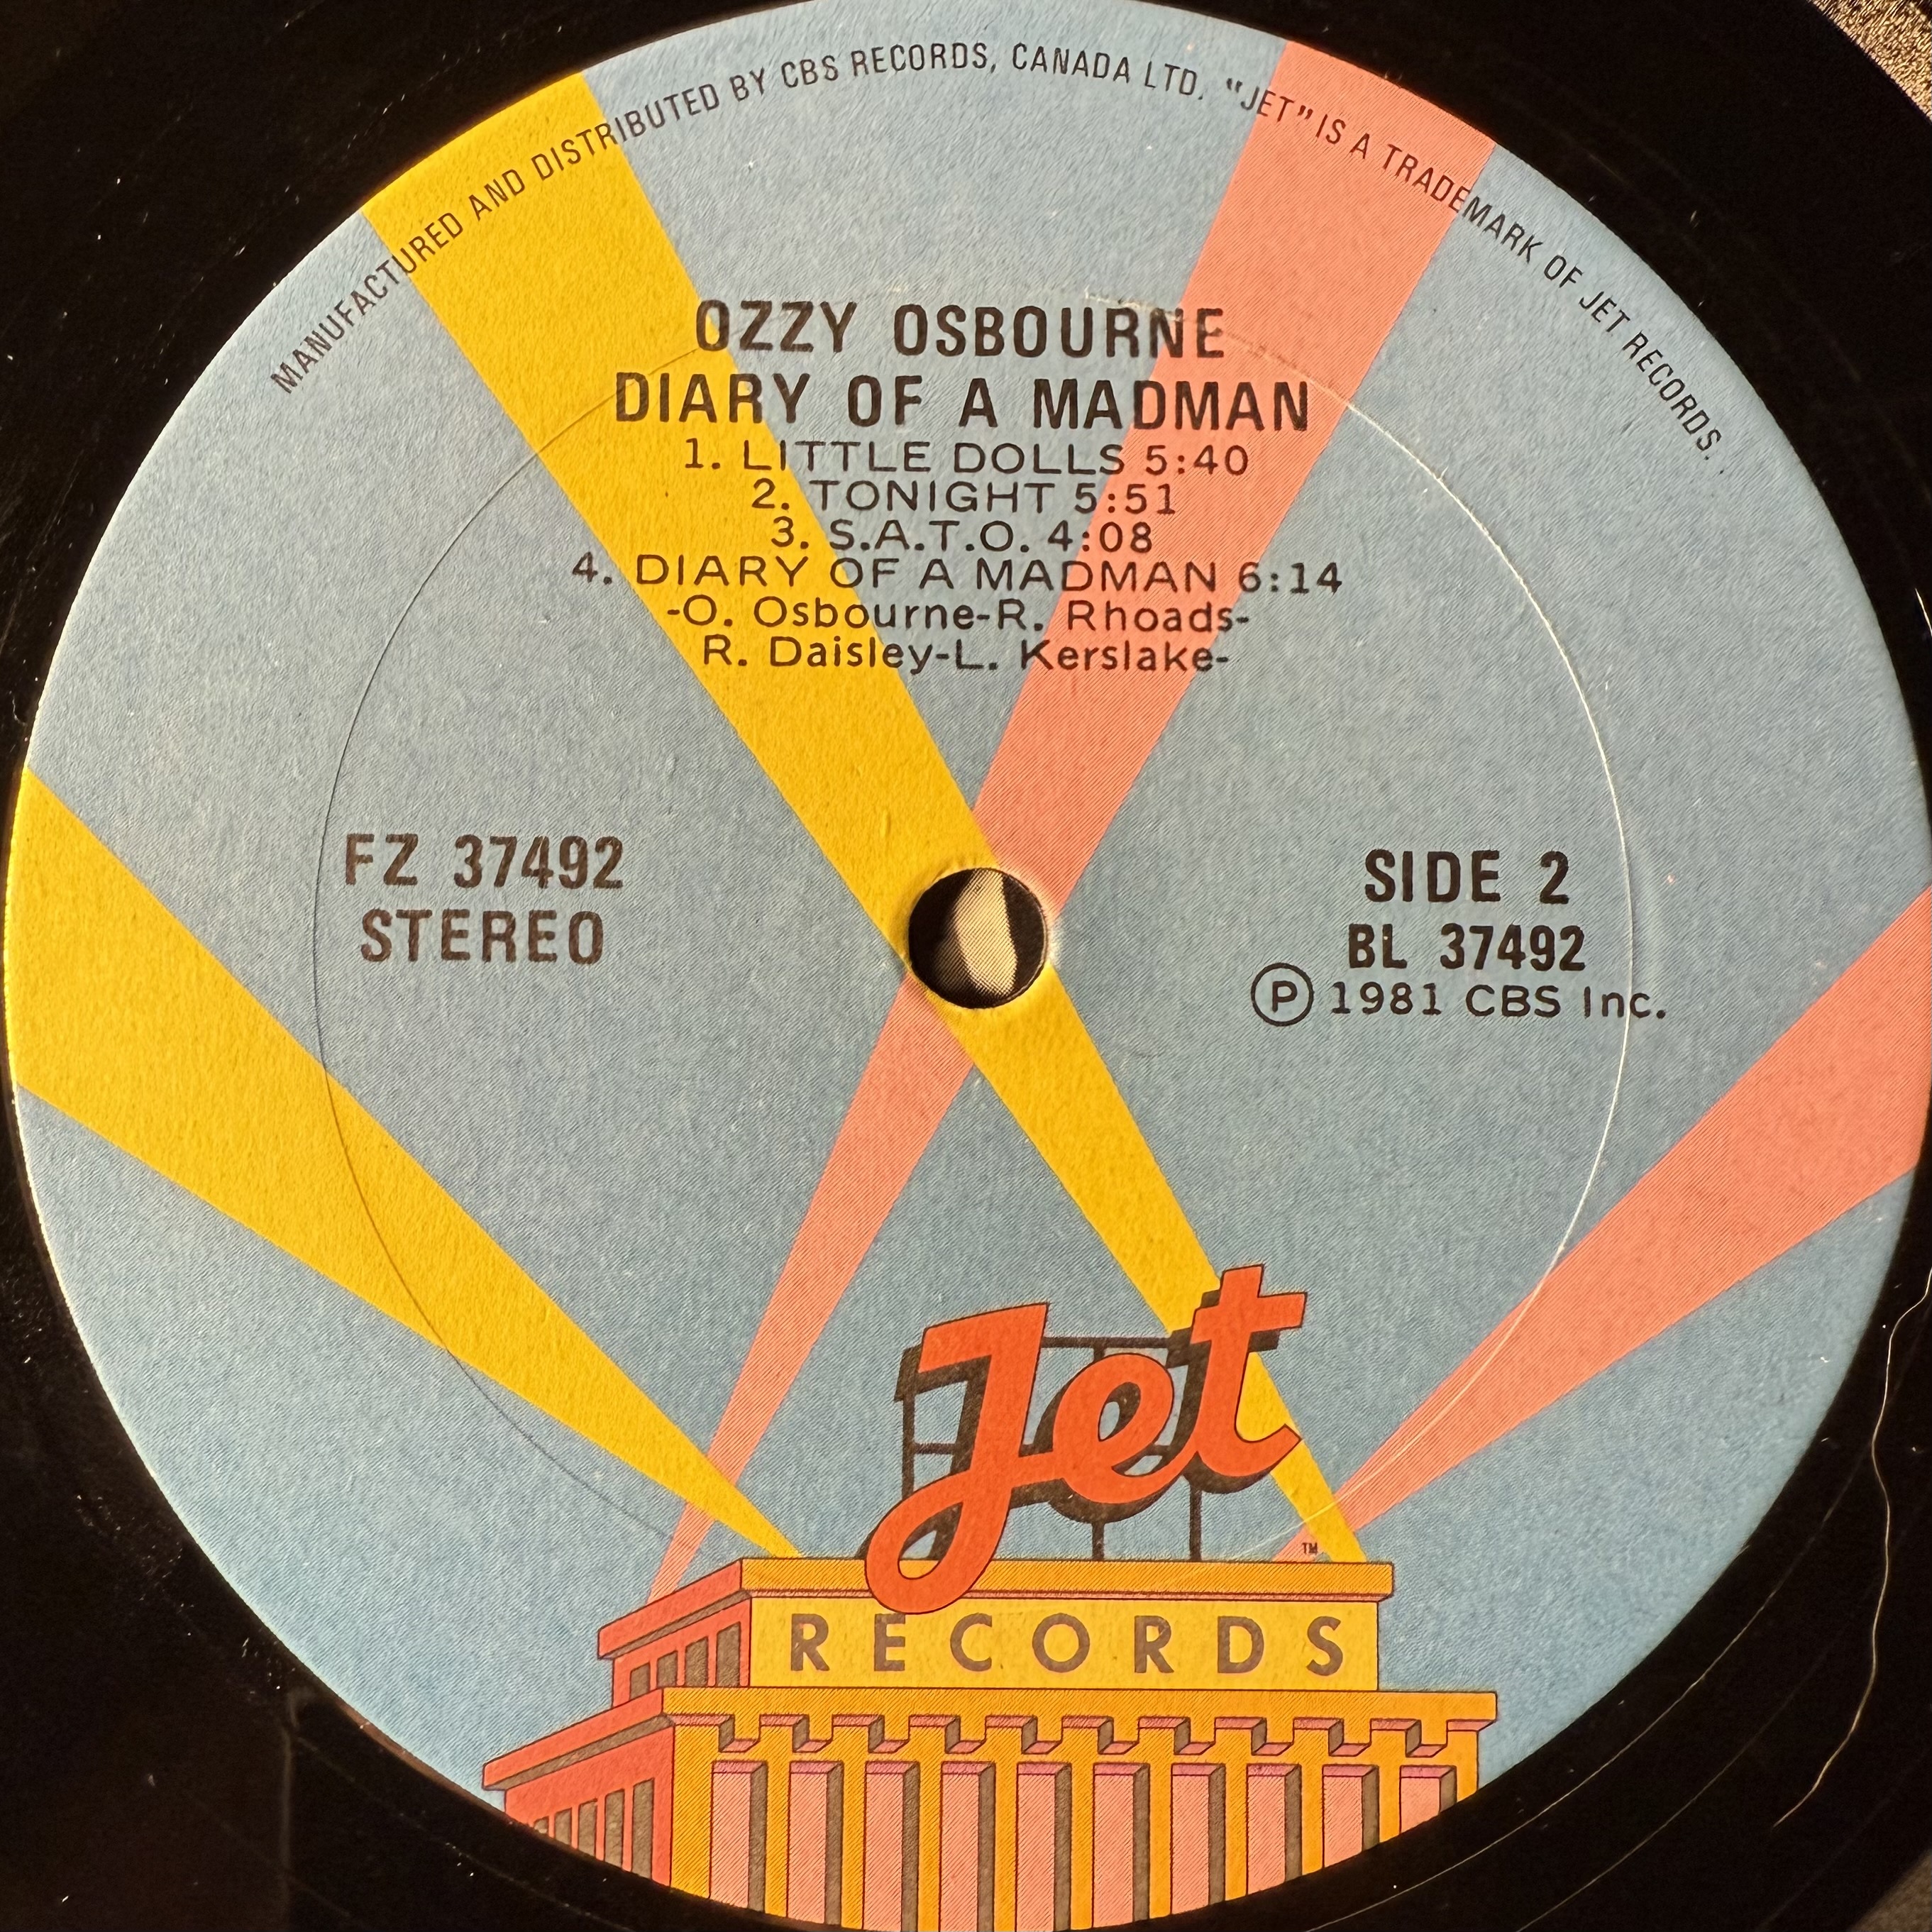 MANUFACTURED AND DISTRIBUTED BY CBS RECORDS, CANADA LTD. "JET" IS A TRADEMARK OF JET RECORDS.
OZZY OSBOURNE
DIARY OF A MADMAN
1. LITTLE DOLLS 5:40
2. TONIGHT 5:51
3. S.A.T.O. 4:08
4. DIARY OF A MADMAN 6:14
-O. Osbourne-R. Rhoads-
R. Daisley-L. Kerslake-
FZ 37492
STEREO
SIDE 2
BL 37492
Ⓟ 1981 CBS Inc.
Jet
TM
RECORDS